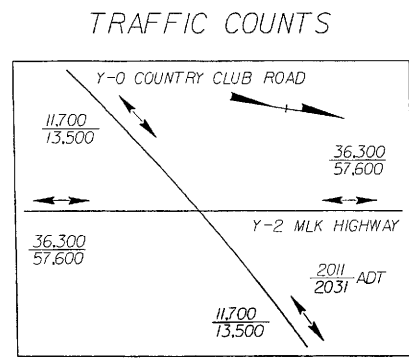 TRAFFIC COUNTS
Y-0 COUNTRY CLUB ROAD
11,700
13,500
36,300
57,600
Y-2 MLK HIGHWAY
36,300
57,600
2011
2031 ADT
11,700
13,500